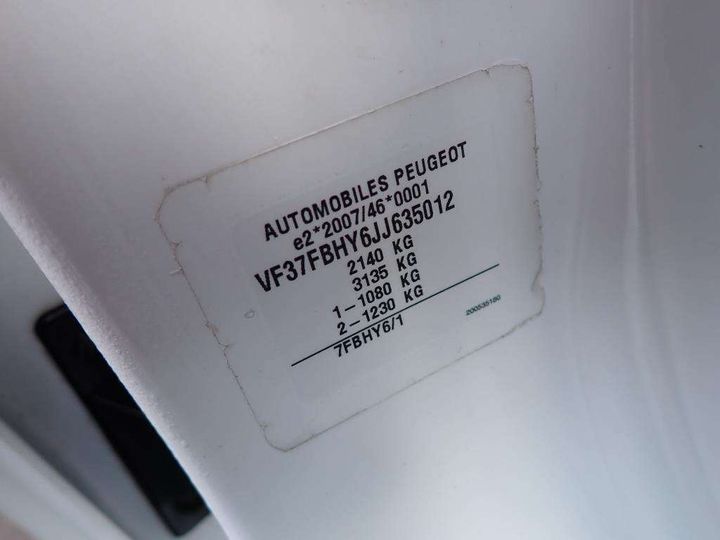 AUTOMOBILES PEUGEOT
e2*2007/46*0001
VF37FBHY6JJ635012
2140 KG
3135 KG
1-1080 KG
2-1230 KG
7FBHY6/1
200535180